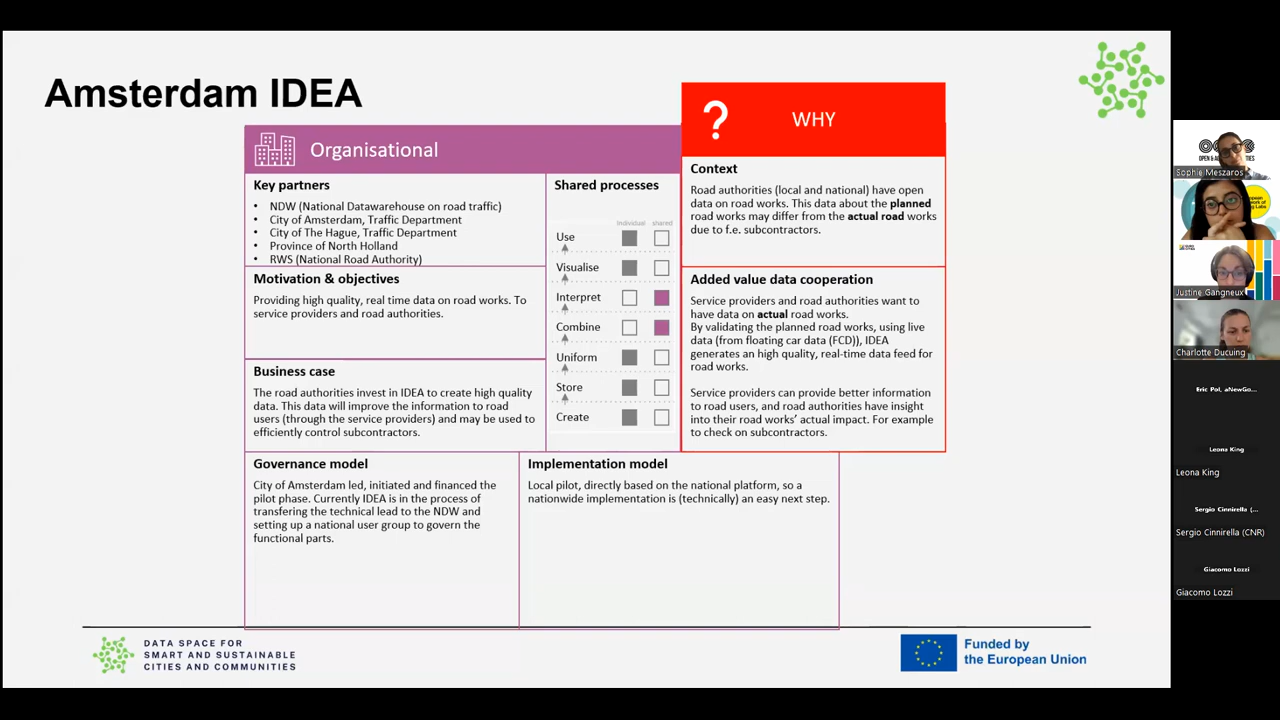 Amsterdam IDEA
Organisational
Key partners
NDW (National Datawarehouse on road traffic)
City of Amsterdam, Traffic Department
City of The Hague, Traffic Department
Province of North Holland
RWS (National Road Authority)
Motivation & objectives
Providing high quality, real time data on road works. To
service providers and road authorities.
Business case
The road authorities invest in IDEA to create high quality
data. This data will improve the information to road
users (through the service providers) and may be used to
efficiently control subcontractors.
Shared processes
Individual shared
Use
Visualise
Interpret
Combine
Uniform
Store
Create
? WHY
Context
Road authorities (local and national) have open
data on road works. This data about the planned
road works may differ from the actual road works
due to f.e. subcontractors.
Added value data cooperation
Service providers and road authorities want to
have data on actual road works.
By validating the planned road works, using live
data (from floating car data (FCD)), IDEA
generates an high quality, real-time data feed for
road works.
Service providers can provide better information
to road users, and road authorities have insight
into their road works' actual impact. For example
to check on subcontractors.
Governance model
City of Amsterdam led, initiated and financed the
pilot phase. Currently IDEA is in the process of
transfering the technical lead to the NDW and
setting up a national user group to govern the
functional parts.
Implementation model
Local pilot, directly based on the national platform, so a
nationwide implementation is (technically) an easy next step.
DATA SPACE FOR
SMART AND SUSTAINABLE
CITIES AND COMMUNITIES
Funded by
the European Union
Sophie Meszaros
Justine Gangneux
Charlotte Ducuing
Eric Pol, aNewGo...
Leona King
Leona King
Sergio Cinnirella (...
Sergio Cinnirella (CNR)
Giacomo Lozzi
Giacomo Lozzi